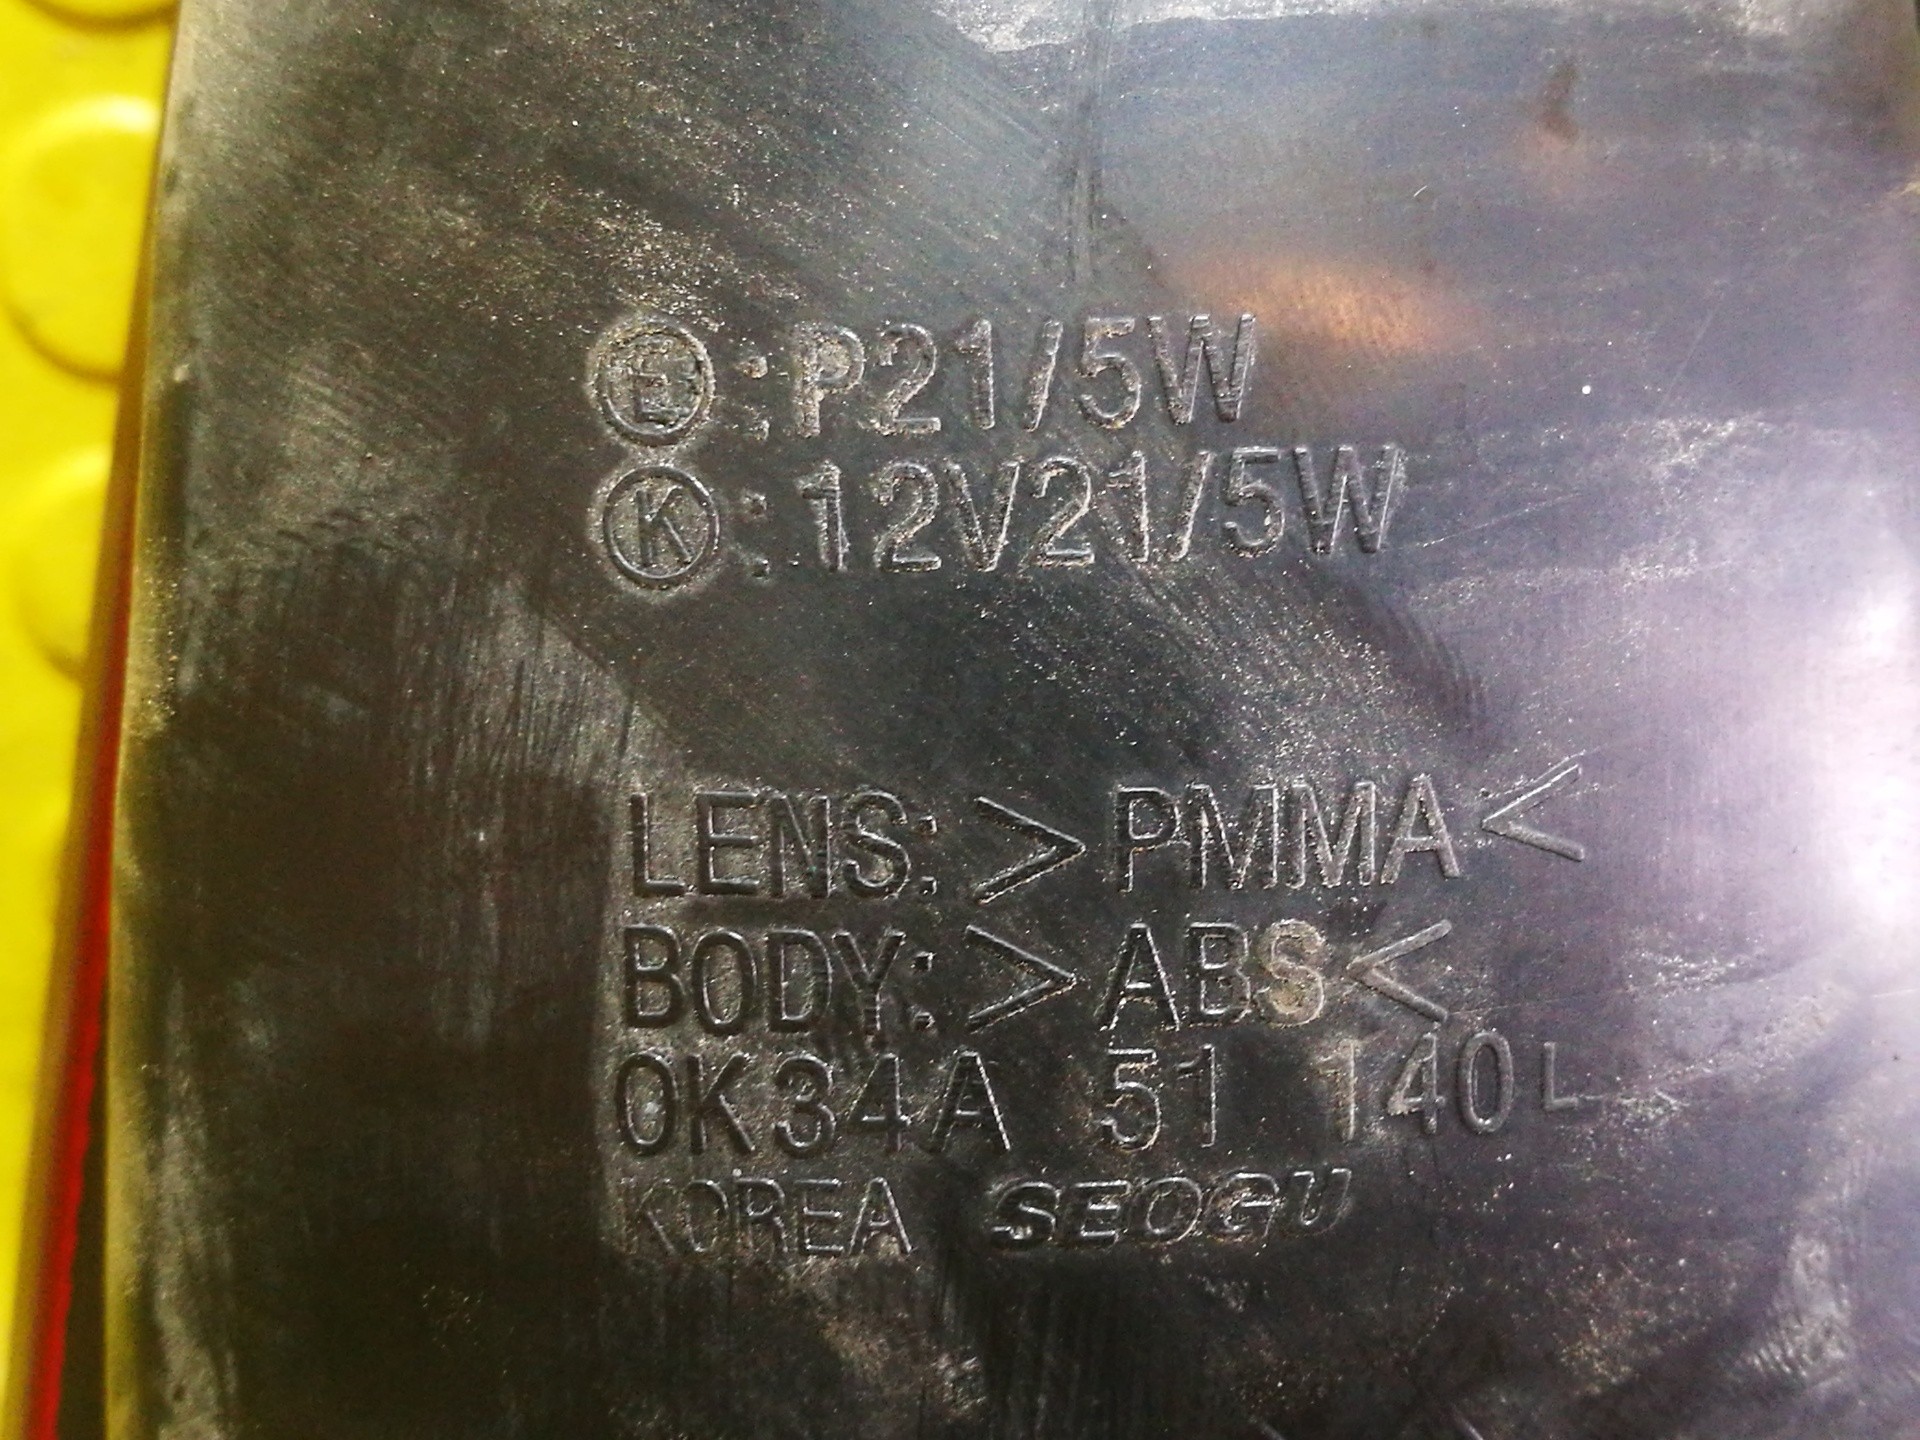 Ⓔ:P21/5W
Ⓚ:12V21/5W
LENS:>PMMA<
BODY:>ABS<
0K34A 51 140L
KOREA SEOGU